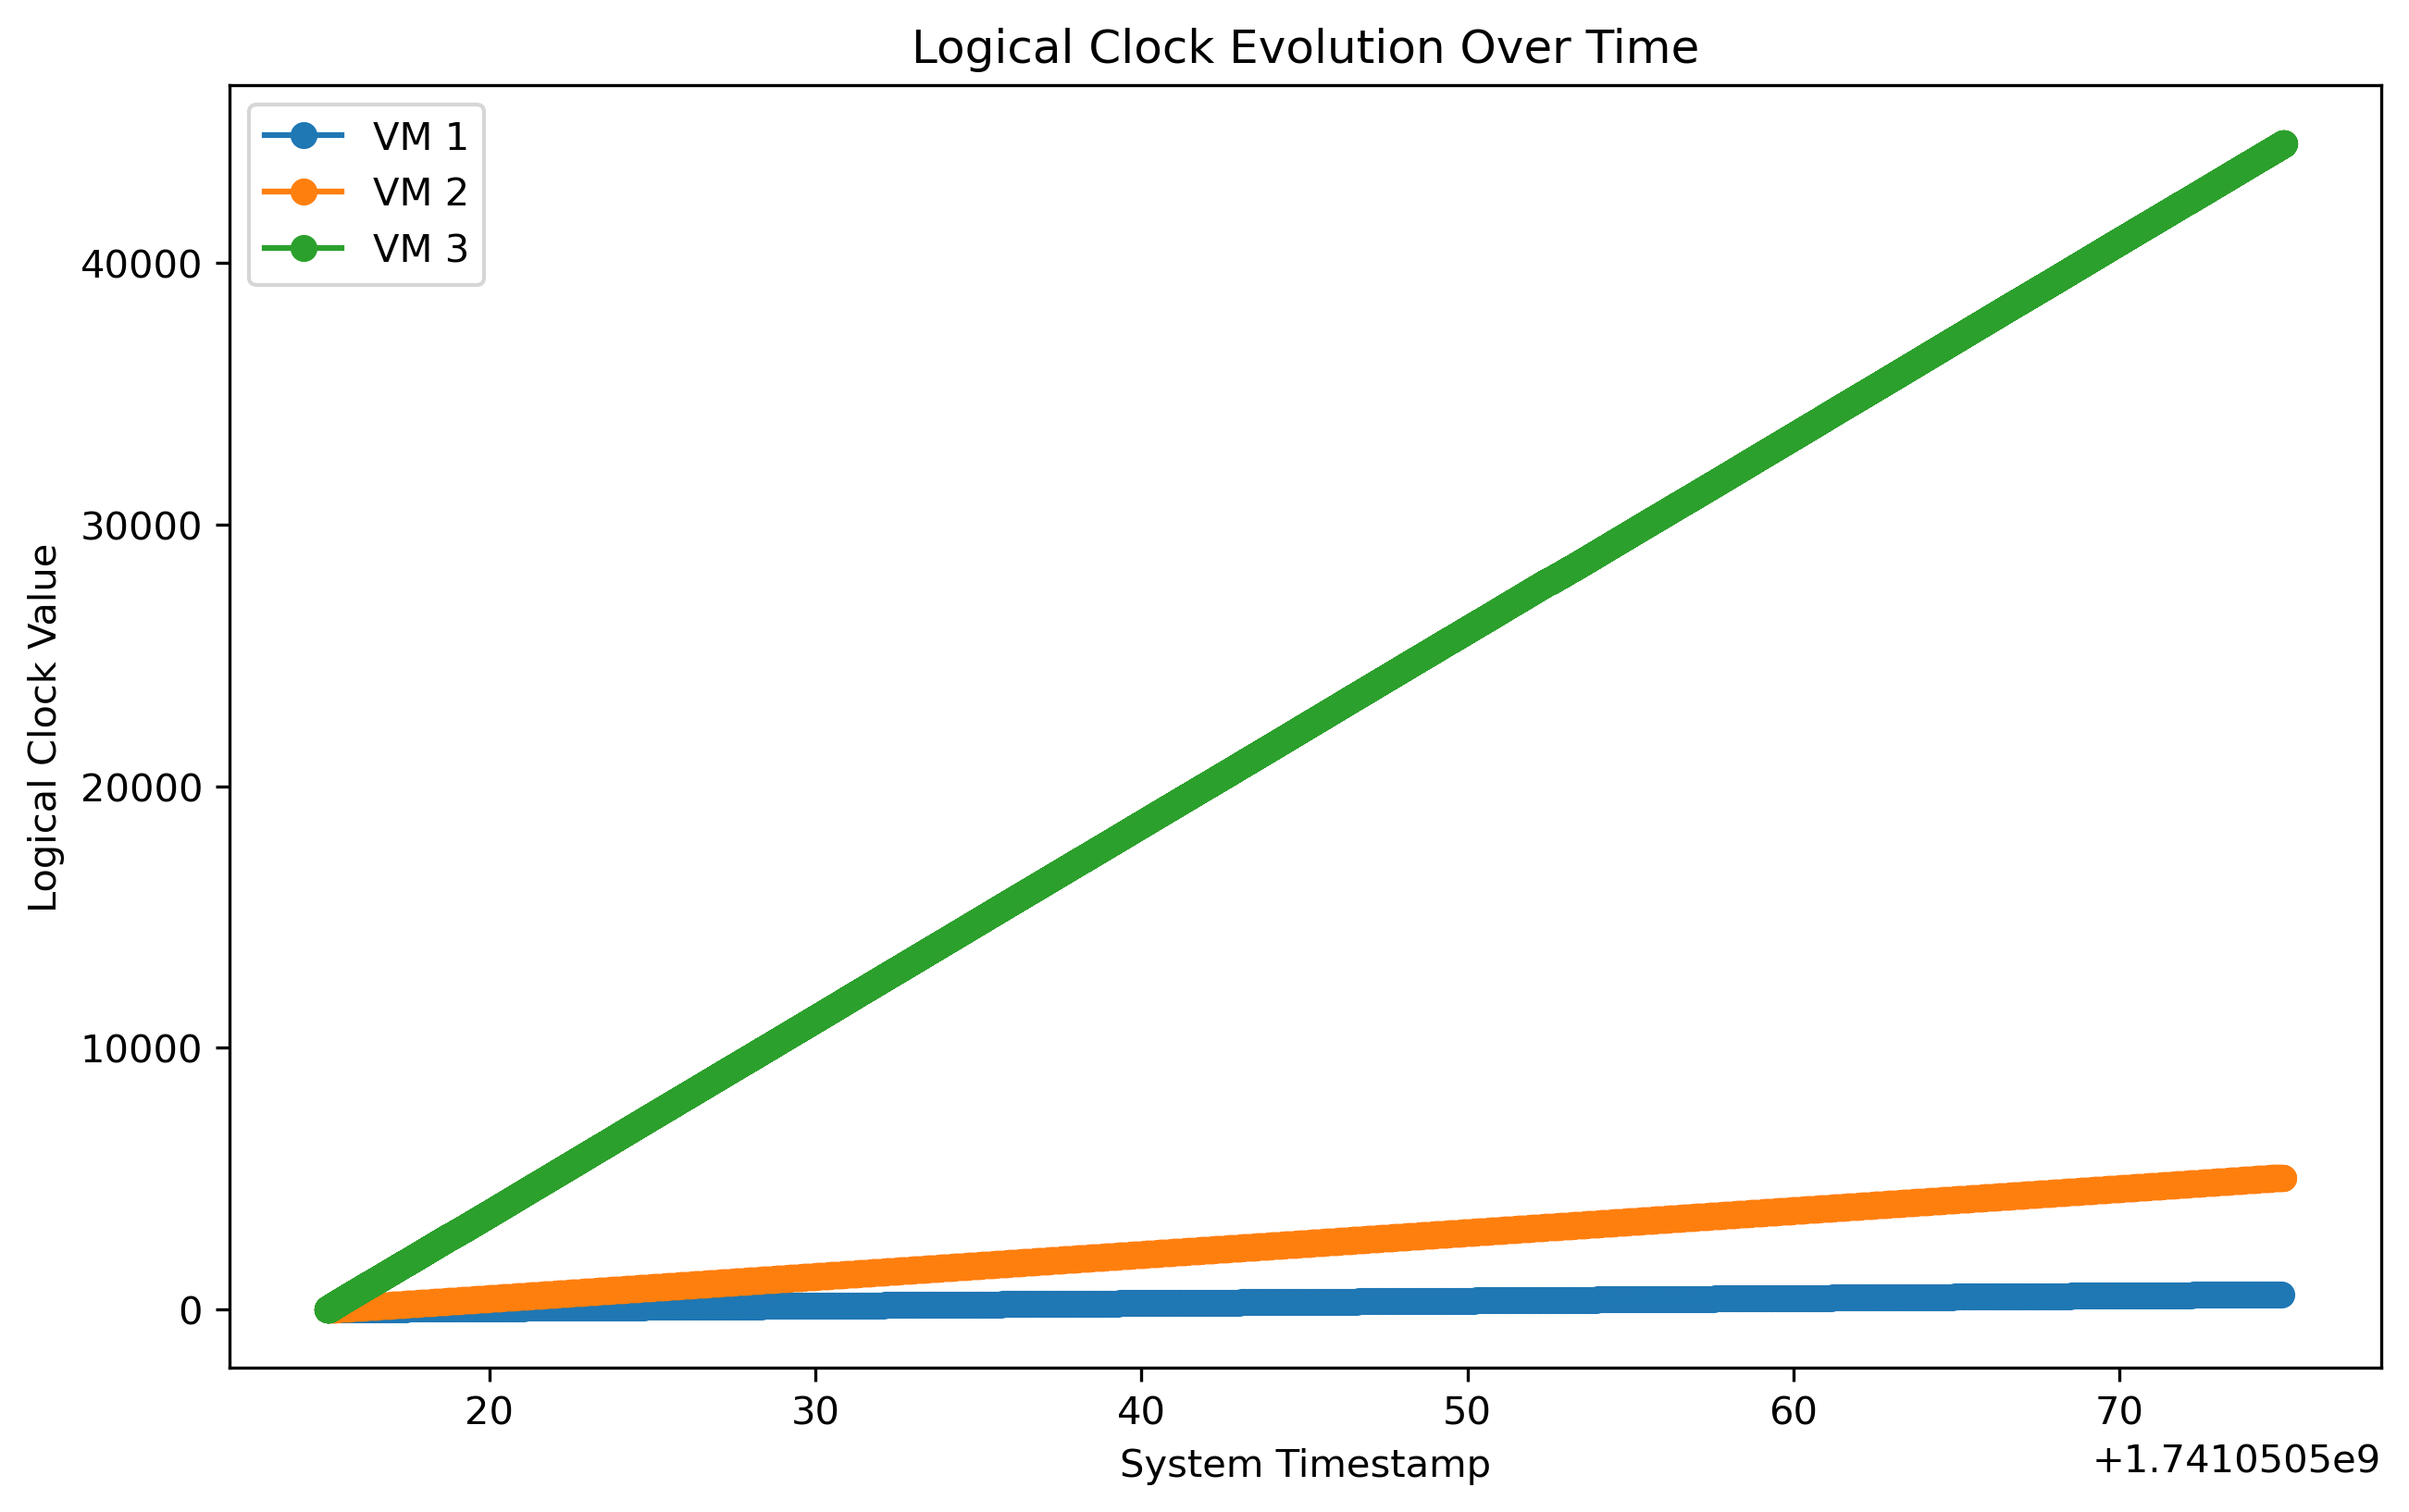 Logical Clock Evolution Over Time
VM 1
VM 2
VM 3
Logical Clock Value
40000
30000
20000
10000
0
20 30 40 50 60 70
System Timestamp
+1.7410505e9